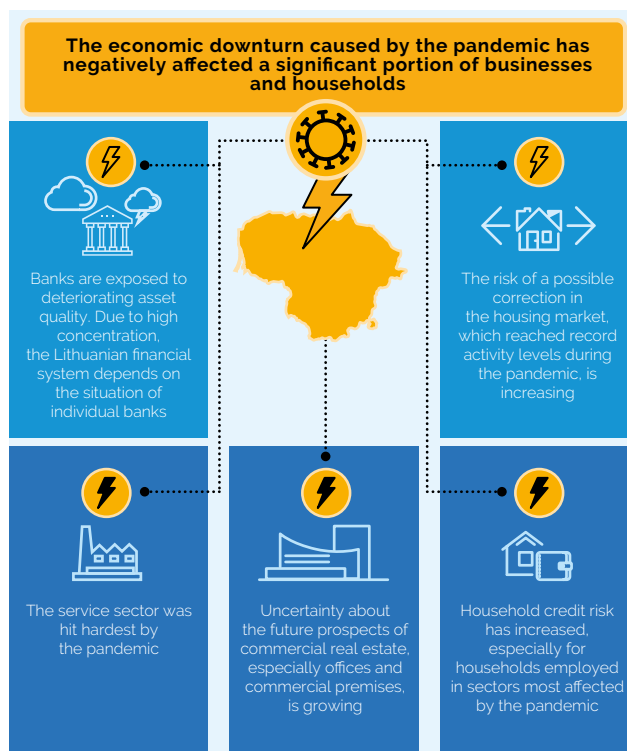 The economic downturn caused by the pandemic has
negatively affected a significant portion of businesses
and households
Banks are exposed to
deteriorating asset
quality. Due to high
concentration,
the Lithuanian financial
system depends on
the situation of
individual banks
The risk of a possible
correction in
the housing market,
which reached record
activity levels during
the pandemic, is
increasing
The service sector was
hit hardest by
the pandemic
Uncertainty about
the future prospects of
commercial real estate,
especially offices and
commercial premises,
is growing
Household credit risk
has increased,
especially for
households employed
in sectors most affected
by the pandemic